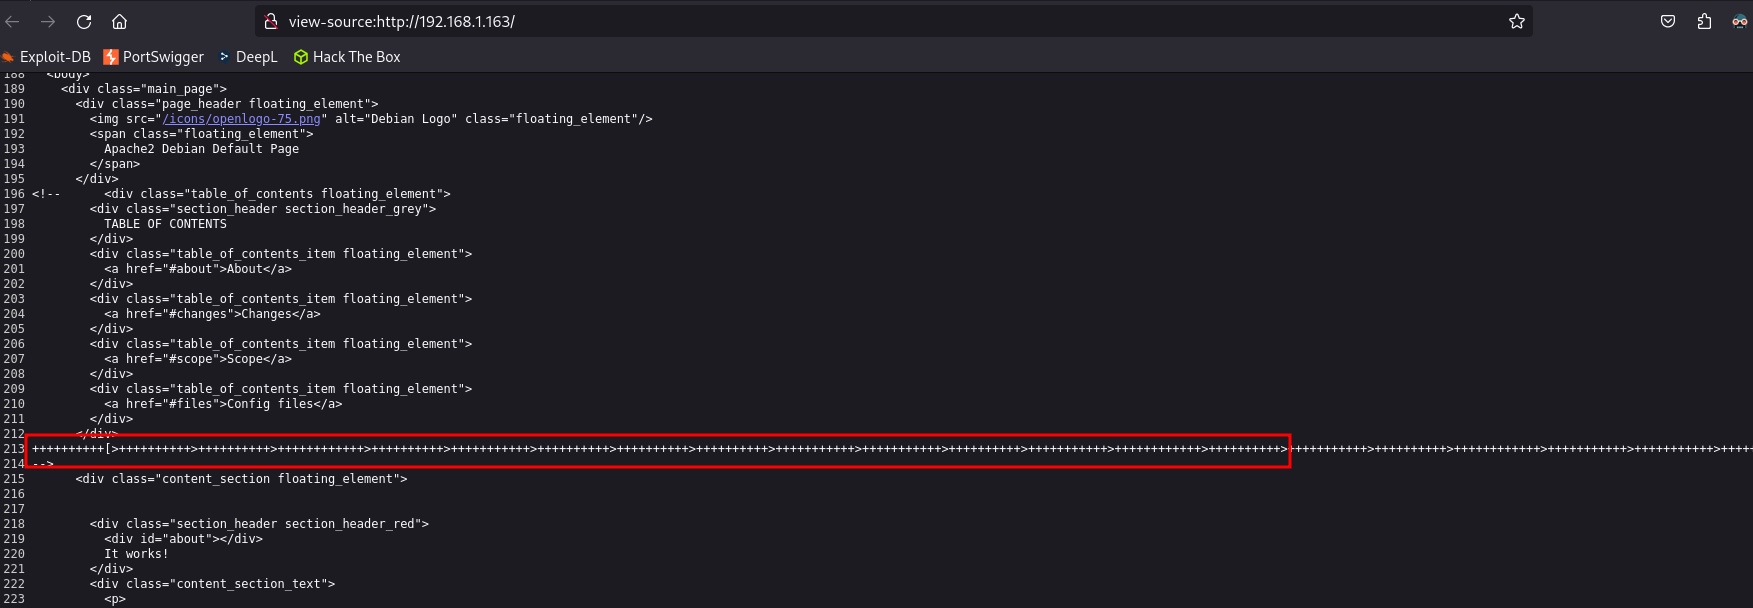 view-source:http://192.168.1.163/
Exploit-DB PortSwigger DeepL Hack The Box
188 <body>
189 <div class="main_page">
190 <div class="page_header floating_element">
191 <img src="/icons/openlogo-75.png" alt="Debian Logo" class="floating_element"/>
192 <span class="floating_element">
193 Apache2 Debian Default Page
194 </span>
195 </div>
196 <!-- <div class="table_of_contents floating_element">
197 <div class="section_header section_header_grey">
198 TABLE OF CONTENTS
199 </div>
200 <div class="table_of_contents_item floating_element">
201 <a href="#about">About</a>
202 </div>
203 <div class="table_of_contents_item floating_element">
204 <a href="#changes">Changes</a>
205 </div>
206 <div class="table_of_contents_item floating_element">
207 <a href="#scope">Scope</a>
208 </div>
209 <div class="table_of_contents_item floating_element">
210 <a href="#files">Config files</a>
211 </div>
212 </div>
213 ++++++++++[>++++++++++>++++++++++>++++++++++++>++++++++++>+++++++++++>++++++++++>++++++++++>++++++++++>+++++++++++>+++++++++++>++++++++++>+++++++++++>++++++++++++>++++++++++>+++++++++++>++++++++++>++++++++++++>+++++++++++>+++++++++++>+++++
214 -->
215 <div class="content_section floating_element">
216
217
218 <div class="section_header section_header_red">
219 <div id="about"></div>
220 It works!
221 </div>
222 <div class="content_section_text">
223 <p>